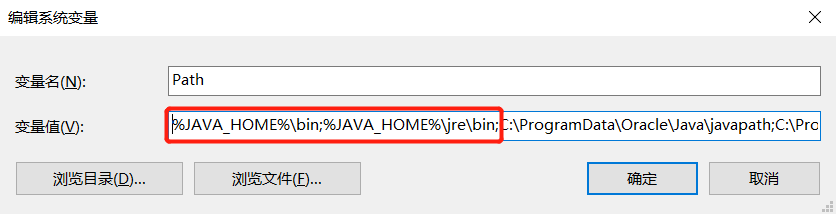 编辑系统变量
变量名(N):
Path
变量值(V):
%JAVA_HOME%\bin;%JAVA_HOME%\jre\bin;C:\ProgramData\Oracle\Java\javapath;C:\Pro
浏览目录(D)...
浏览文件(F)...
确定
取消